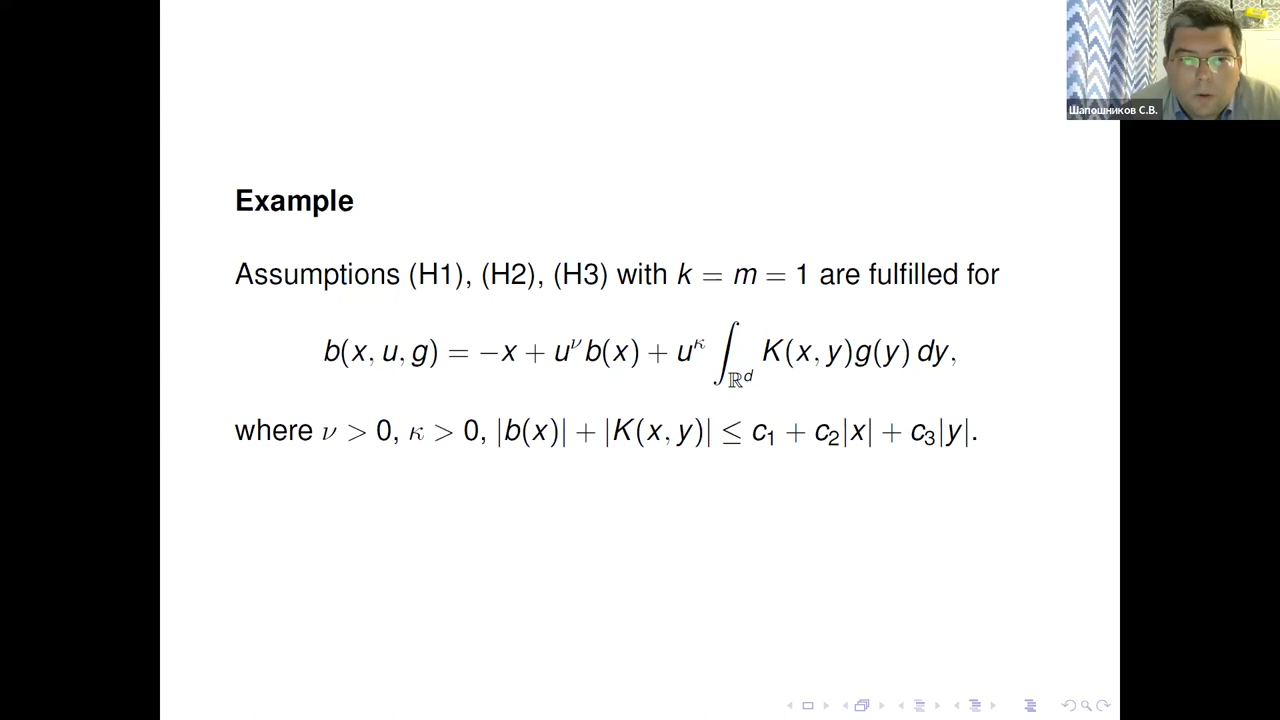 Шапошников С.В.
Example
Assumptions (H1), (H2), (H3) with k = m = 1 are fulfilled for
b(x, u, g) = −x + u^ν b(x) + u^κ ∫_{ℝ^d} K(x, y)g(y) dy,
where ν > 0, κ > 0, |b(x)| + |K(x, y)| ≤ c₁ + c₂|x| + c₃|y|.